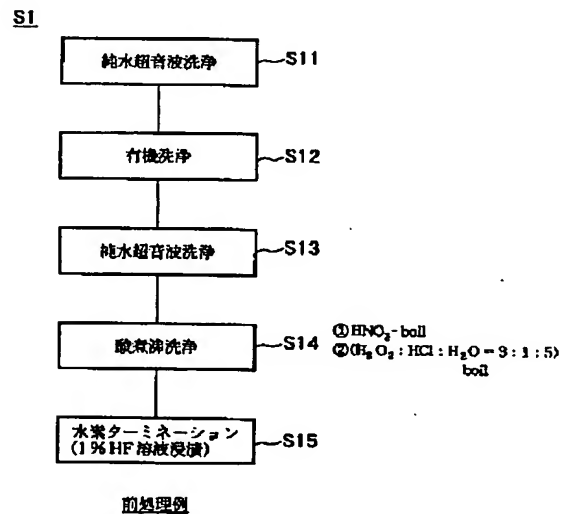 S1
純水超音波洗浄
S11
有機洗浄
S12
純水超音波洗浄
S13
酸煮沸洗浄
S14
①HNO₃-boil
②(H₂O₂:HCl:H₂O=3:1:5)
boil
水素ターミネーション
(1%HF溶液浸漬)
S15
前処理例